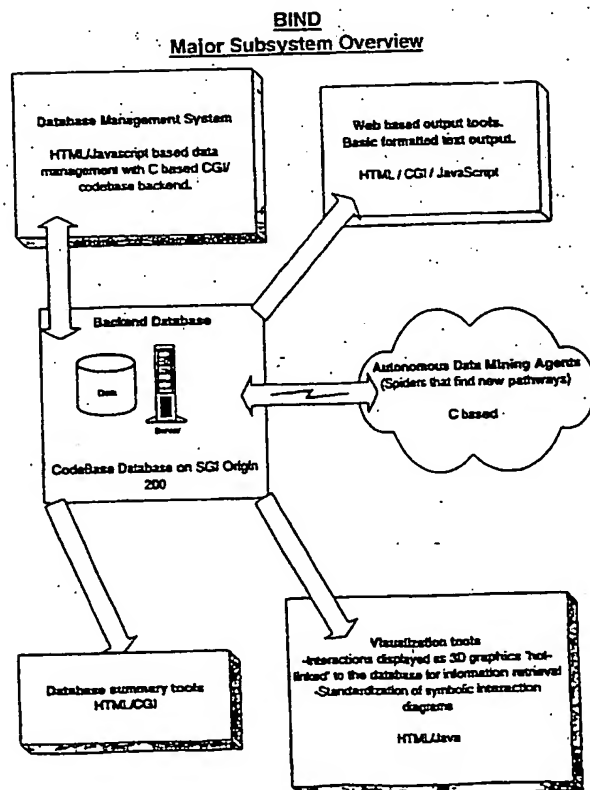 BIND
Major Subsystem Overview
Database Management System
HTML/Javascript based data
management with C based CGI/
codebase backend.
Web based output tools.
Basic formatted text output.
HTML / CGI / JavaScript
Backend Database
Data
Server
CodeBase Database on SGI Origin
200
Autonomous Data Mining Agents
(Spiders that find new pathways)
C based
Database summary tools
HTML/CGI
Visualization tools
-Interactions displayed as 3D graphics "hot-
linked" to the database for information retrieval
-Standardization of symbolic interaction
diagrams
HTML/Java